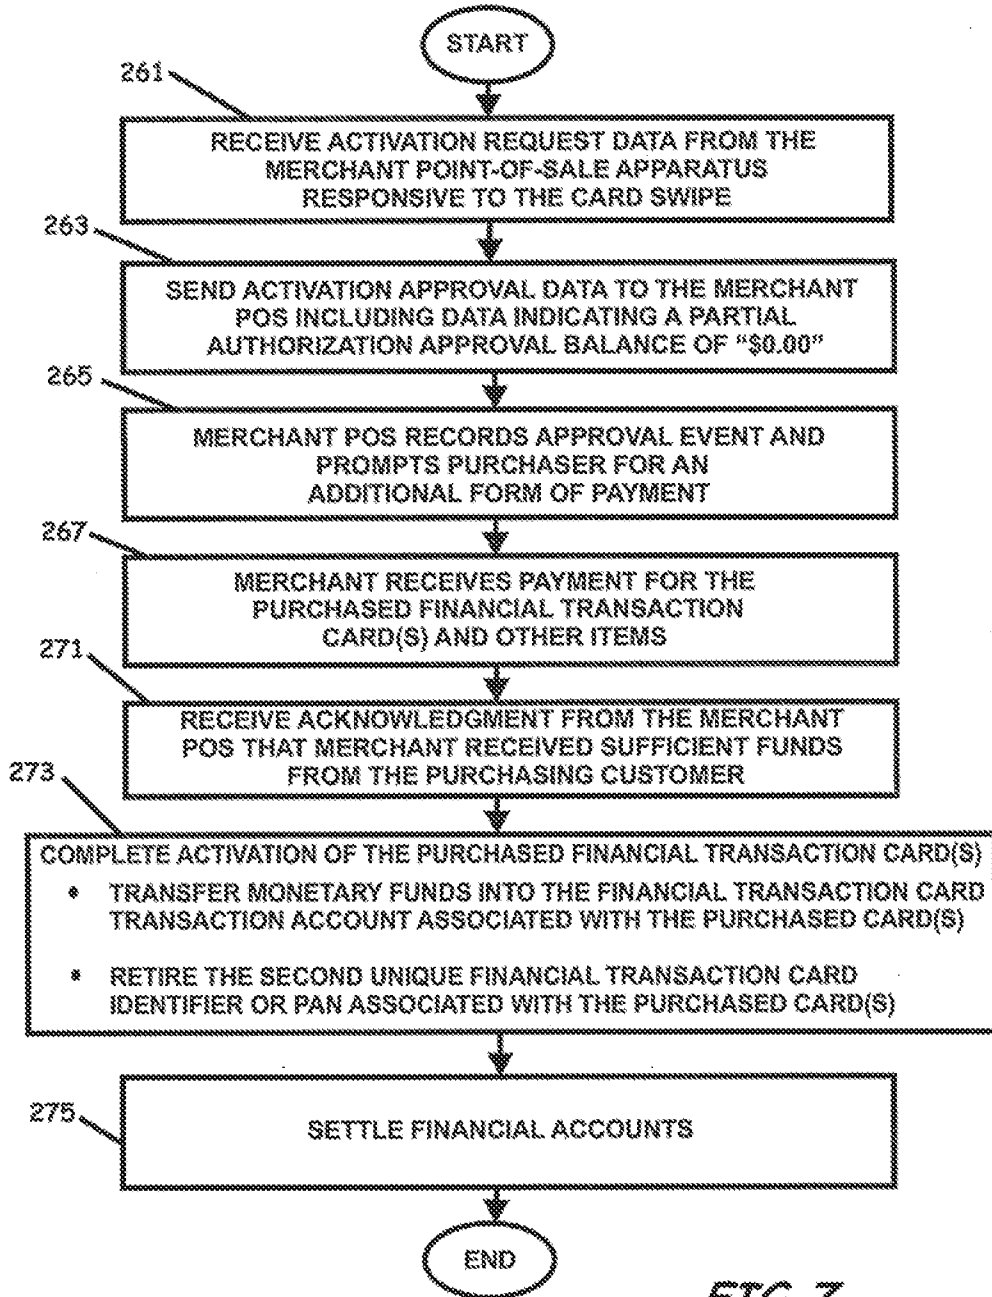 START
261
RECEIVE ACTIVATION REQUEST DATA FROM THE
MERCHANT POINT-OF-SALE APPARATUS
RESPONSIVE TO THE CARD SWIPE
263
SEND ACTIVATION APPROVAL DATA TO THE MERCHANT
POS INCLUDING DATA INDICATING A PARTIAL
AUTHORIZATION APPROVAL BALANCE OF “$0.00”
265
MERCHANT POS RECORDS APPROVAL EVENT AND
PROMPTS PURCHASER FOR AN
ADDITIONAL FORM OF PAYMENT
267
MERCHANT RECEIVES PAYMENT FOR THE
PURCHASED FINANCIAL TRANSACTION
CARD(S) AND OTHER ITEMS
271
RECEIVE ACKNOWLEDGMENT FROM THE MERCHANT
POS THAT MERCHANT RECEIVED SUFFICIENT FUNDS
FROM THE PURCHASING CUSTOMER
273
COMPLETE ACTIVATION OF THE PURCHASED FINANCIAL TRANSACTION CARD(S)
• TRANSFER MONETARY FUNDS INTO THE FINANCIAL TRANSACTION CARD
TRANSACTION ACCOUNT ASSOCIATED WITH THE PURCHASED CARD(S)
• RETIRE THE SECOND UNIQUE FINANCIAL TRANSACTION CARD
IDENTIFIER OR PAN ASSOCIATED WITH THE PURCHASED CARD(S)
275
SETTLE FINANCIAL ACCOUNTS
END